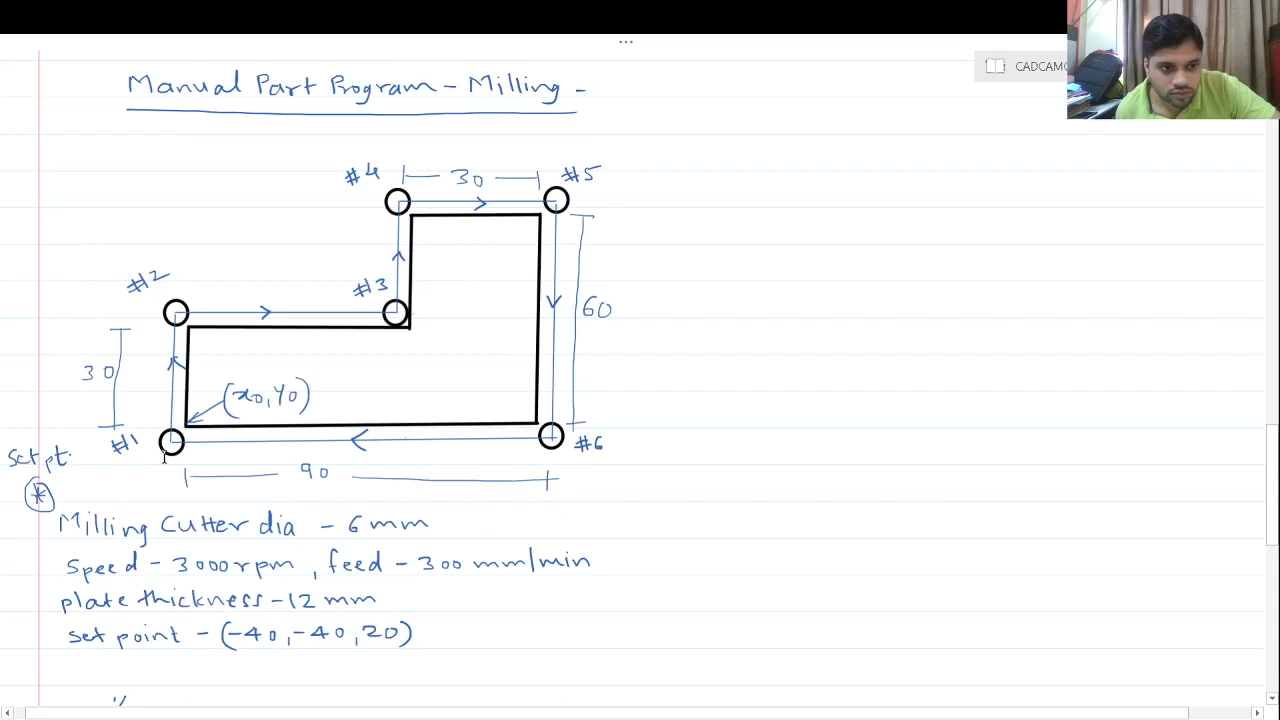 Manual Part Program - Milling -
CADCAM
#4
30
#5
#2
#3
60
30
(x0, y0)
#1
#6
Set pt.
90
*
Milling Cutter dia - 6 mm
Speed - 3000 rpm, feed - 300 mm/min
plate thickness - 12 mm
set point - (-40, -40, 20)